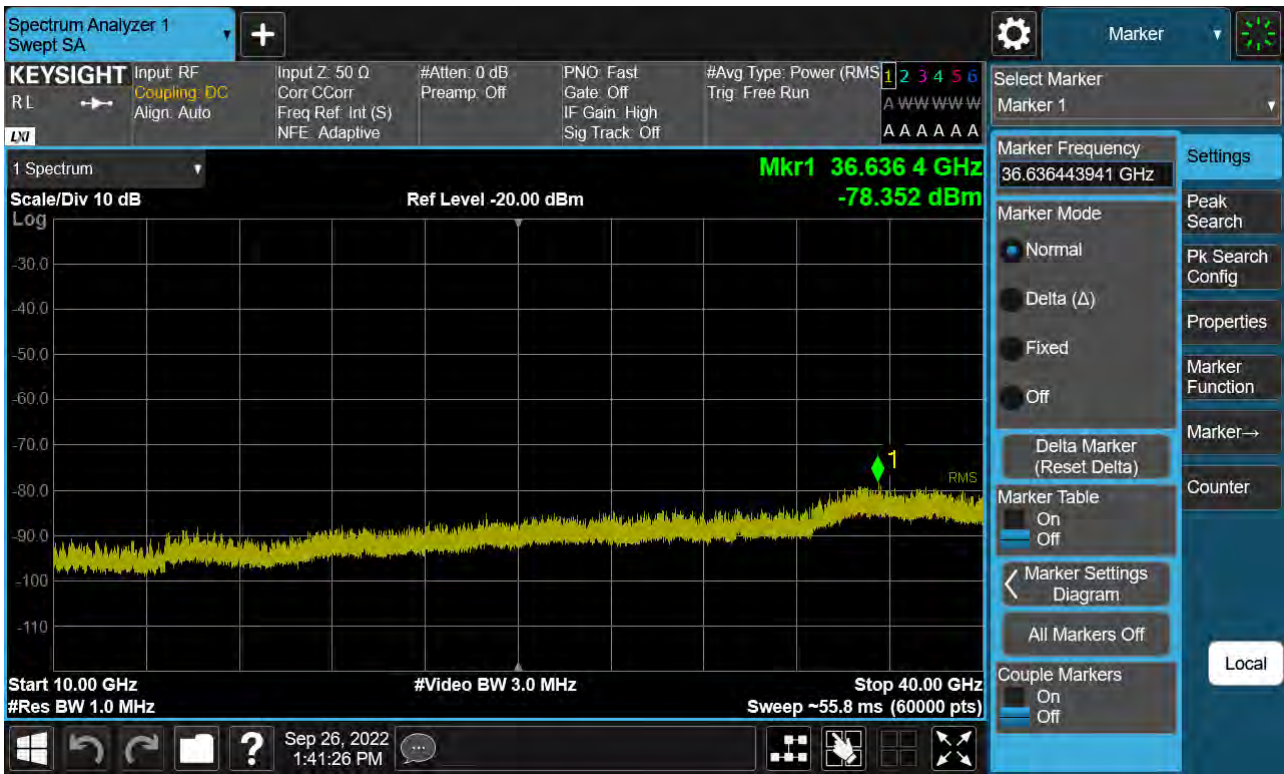 Spectrum Analyzer 1
Swept SA
+
Marker
KEYSIGHT
R L
LXI
Input: RF
Coupling: DC
Align: Auto
Input Z: 50 Ω
Corr CCorr
Freq Ref: Int (S)
NFE: Adaptive
#Atten: 0 dB
Preamp: Off
PNO: Fast
Gate: Off
IF Gain: High
Sig Track: Off
#Avg Type: Power (RMS
Trig: Free Run
1 2 3 4 5 6
A W W W W W
A A A A A A
Select Marker
Marker 1
1 Spectrum
Mkr1 36.636 4 GHz
-78.352 dBm
Scale/Div 10 dB
Ref Level -20.00 dBm
Log
-30.0
-40.0
-50.0
-60.0
-70.0
-80.0
-90.0
-100
-110
1
RMS
Start 10.00 GHz
#Video BW 3.0 MHz
Stop 40.00 GHz
#Res BW 1.0 MHz
Sweep ~55.8 ms (60000 pts)
Marker Frequency
36.636443941 GHz
Marker Mode
Normal
Delta (Δ)
Fixed
Off
Delta Marker
(Reset Delta)
Marker Table
On
Off
Marker Settings
Diagram
All Markers Off
Couple Markers
On
Off
Settings
Peak
Search
Pk Search
Config
Properties
Marker
Function
Marker→
Counter
Local
?
Sep 26, 2022
1:41:26 PM